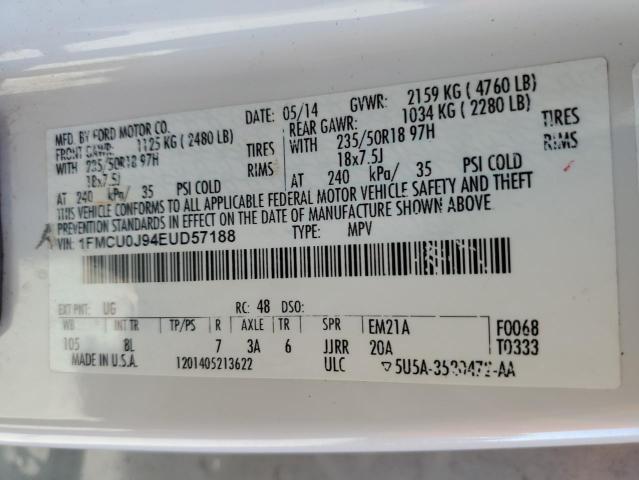 MFD. BY FORD MOTOR CO.
DATE: 05/14 GVWR: 2159 KG ( 4760 LB)
FRONT GAWR: 1125 KG ( 2480 LB)
REAR GAWR: 1034 KG ( 2280 LB)
WITH 235/50R18 97H TIRES
WITH 235/50R18 97H TIRES
18x7.5J RIMS
18x7.5J RIMS
AT 240 kPa/ 35 PSI COLD
AT 240 kPa/ 35 PSI COLD
THIS VEHICLE CONFORMS TO ALL APPLICABLE FEDERAL MOTOR VEHICLE SAFETY AND THEFT
PREVENTION STANDARDS IN EFFECT ON THE DATE OF MANUFACTURE SHOWN ABOVE.
VIN: 1FMCU0J94EUD57188 TYPE: MPV
EXT PNT: UG RC: 48 DSO:
WB INT TR TP/PS R AXLE TR SPR EM21A F0068
105 8L 7 3A 6 JJRR 20A T0333
MADE IN U.S.A. 1201405213622 ULC